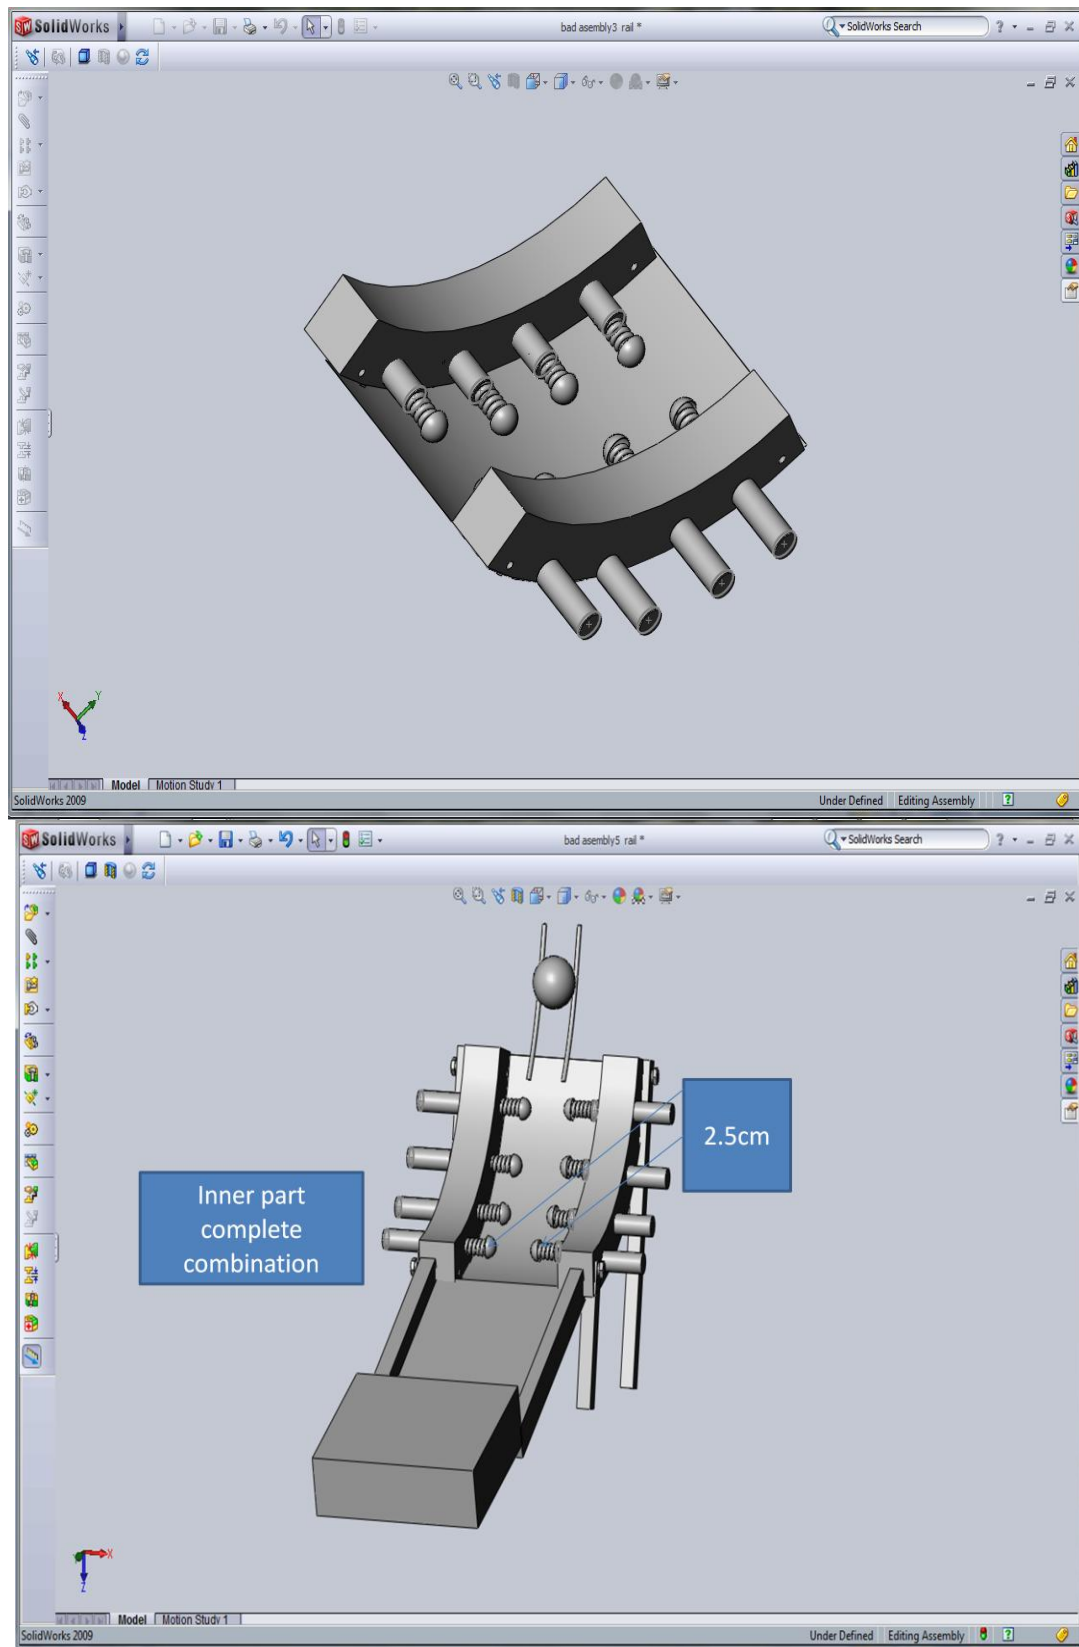 SolidWorks
bad asembly3 rail *
SolidWorks Search
?
X
Y
Z
Model
Motion Study 1
SolidWorks 2009
Under Defined
Editing Assembly
?
SolidWorks
bad asembly5 rail *
SolidWorks Search
?
2.5cm
Inner part
complete
combination
X
Z
Model
Motion Study 1
SolidWorks 2009
Under Defined
Editing Assembly
?